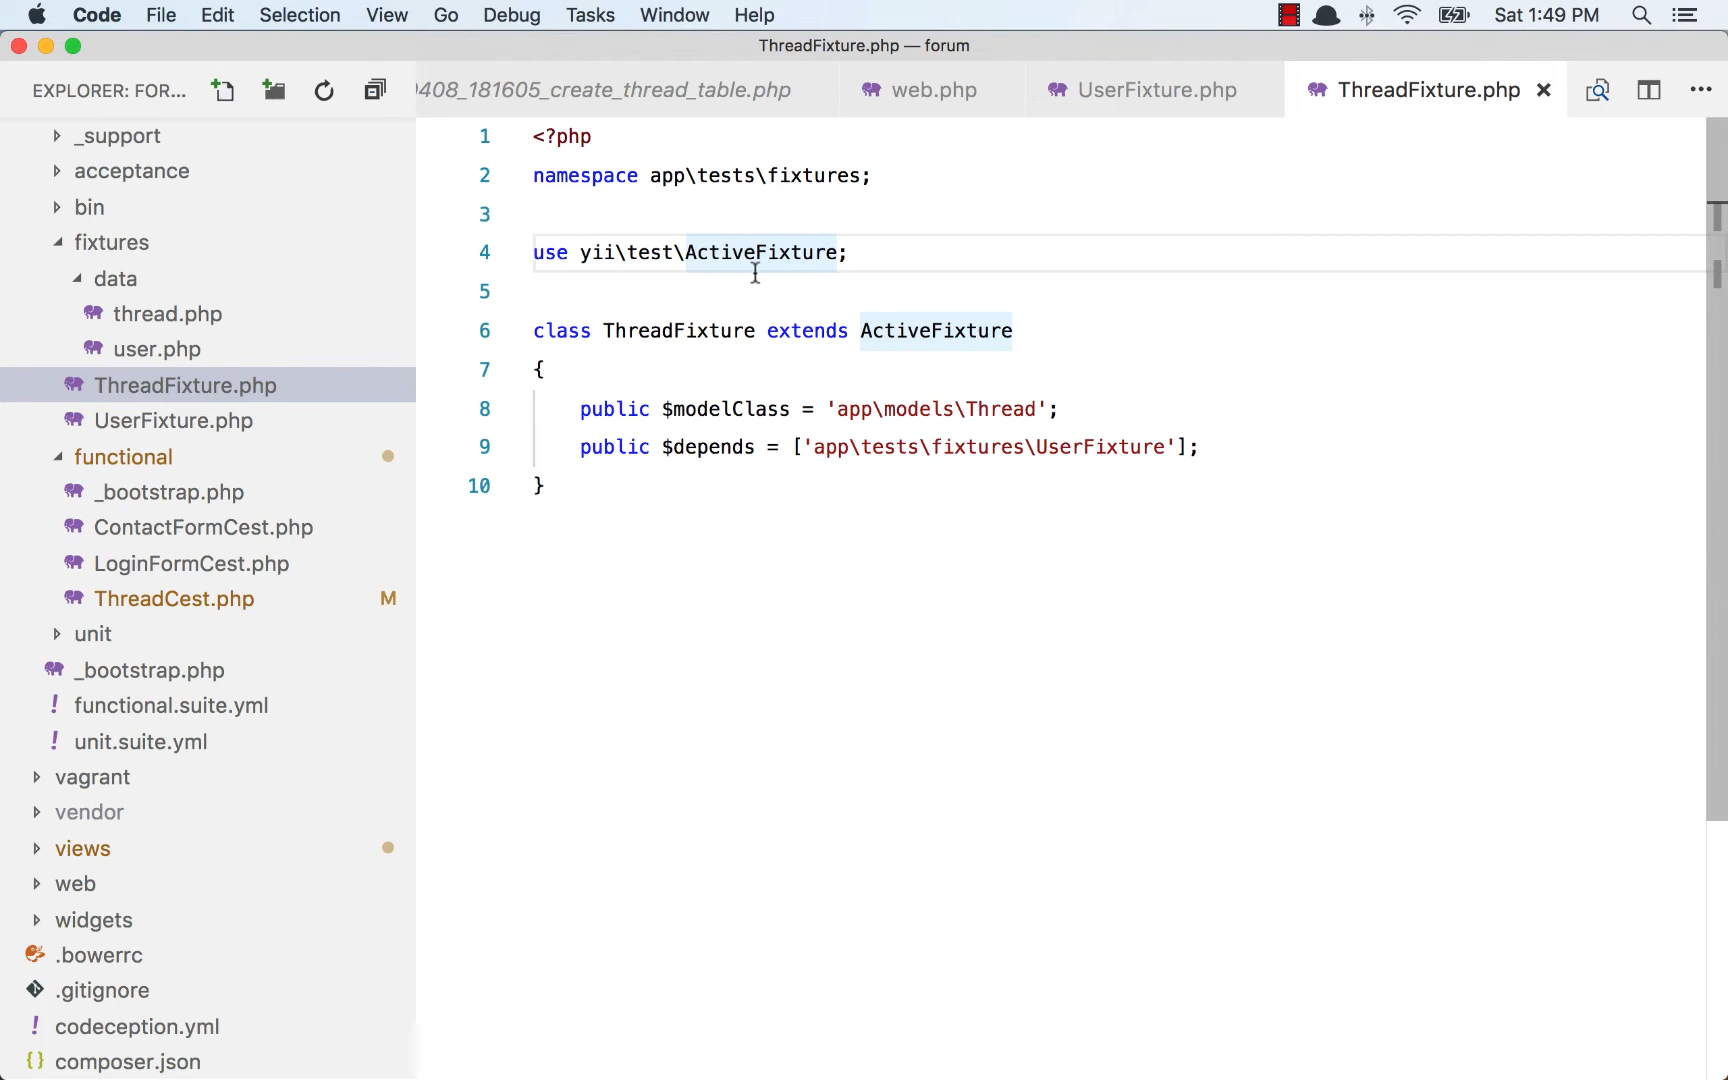 Code File Edit Selection View Go Debug Tasks Window Help Sat 1:49 PM
ThreadFixture.php — forum
EXPLORER: FOR...
0408_181605_create_thread_table.php web.php UserFixture.php ThreadFixture.php
_support
acceptance
bin
fixtures
data
thread.php
user.php
ThreadFixture.php
UserFixture.php
functional
_bootstrap.php
ContactFormCest.php
LoginFormCest.php
ThreadCest.php M
unit
_bootstrap.php
! functional.suite.yml
! unit.suite.yml
vagrant
vendor
views
web
widgets
.bowerrc
.gitignore
! codeception.yml
{} composer.json
1 <?php
2 namespace app\tests\fixtures;
3
4 use yii\test\ActiveFixture;
5
6 class ThreadFixture extends ActiveFixture
7 {
8 public $modelClass = 'app\models\Thread';
9 public $depends = ['app\tests\fixtures\UserFixture'];
10 }